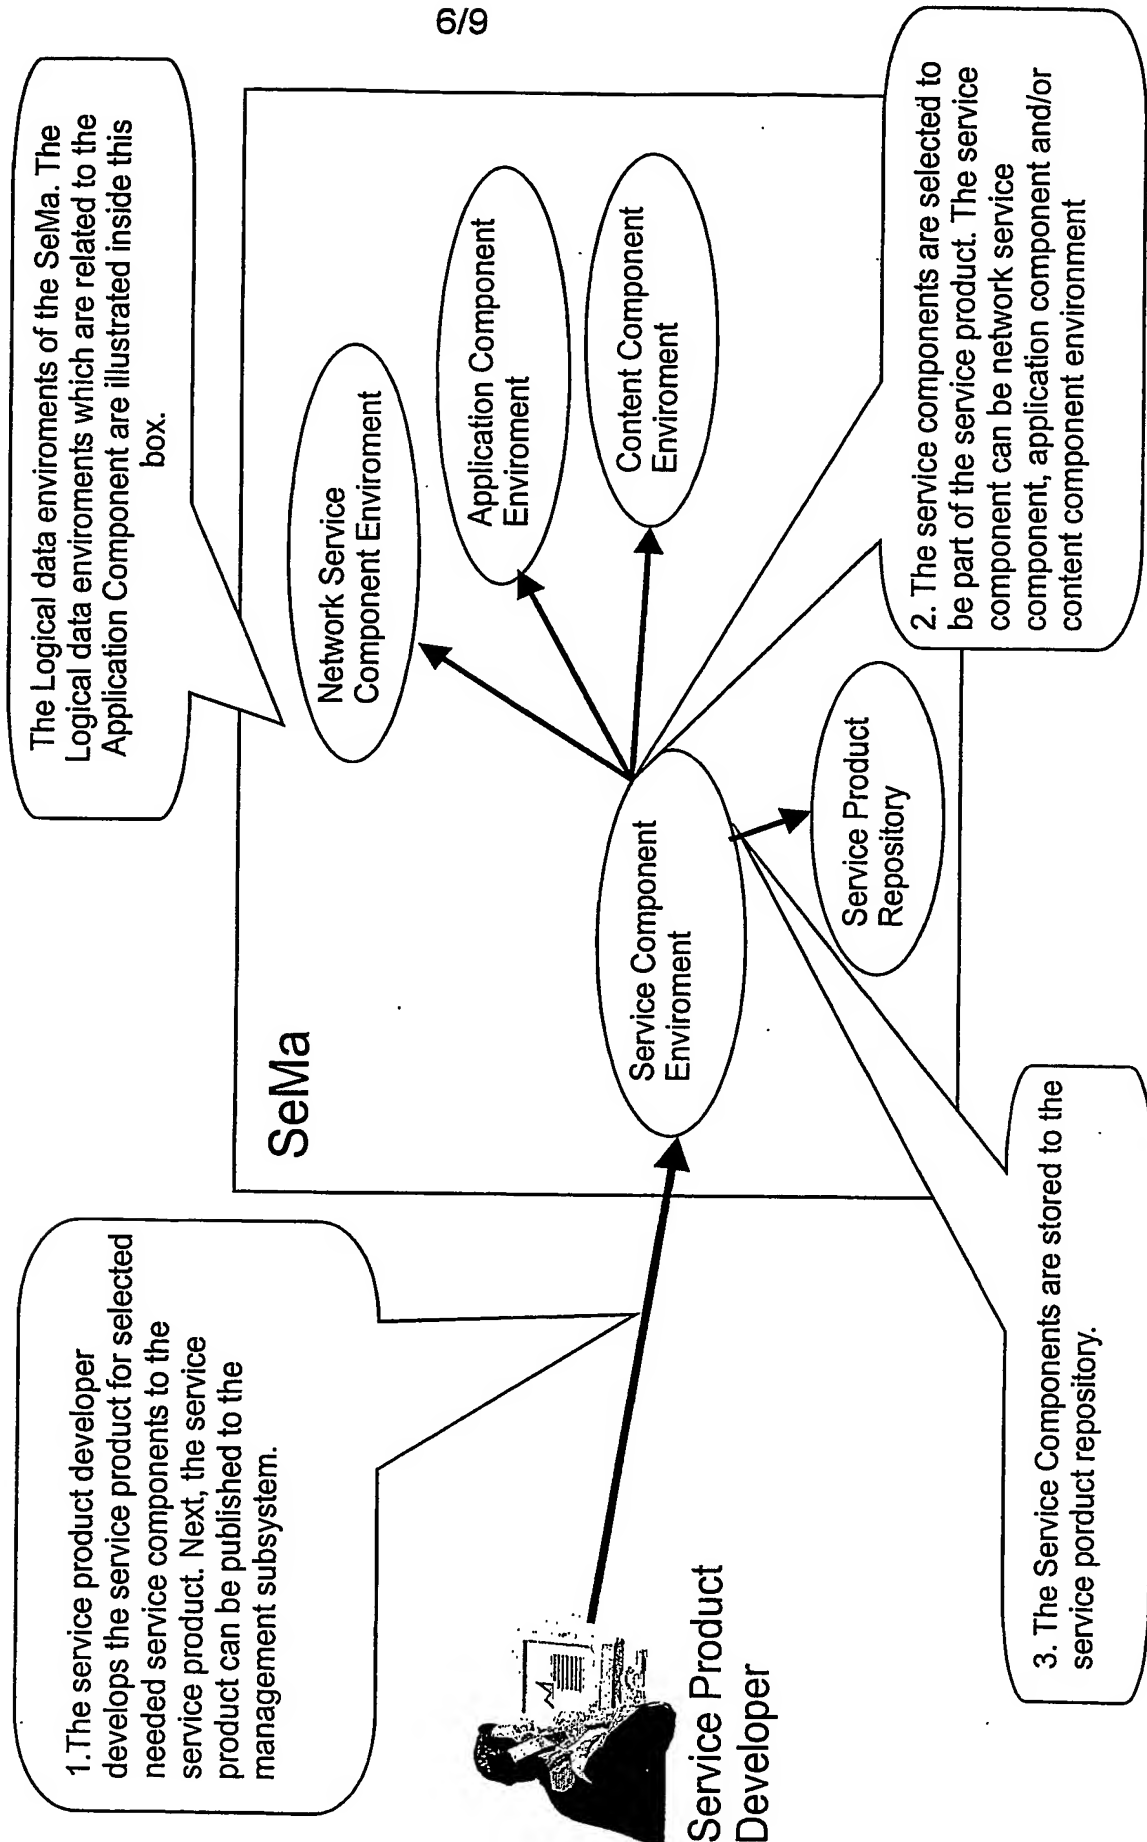 6/9
1.The service product developer
develops the service product for selected
needed service components to the
service product. Next, the service
product can be published to the
management subsystem.
The Logical data enviroments of the SeMa. The
Logical data enviroments which are related to the
Application Component are illustrated inside this
box.
SeMa
Network Service
Component Enviroment
Application Component
Enviroment
Content Component
Enviroment
Service Component
Enviroment
Service Product
Repository
Service Product
Developer
2. The service components are selected to
be part of the service product. The service
component can be network service
component, application component and/or
content component environment
3. The Service Components are stored to the
service porduct repository.